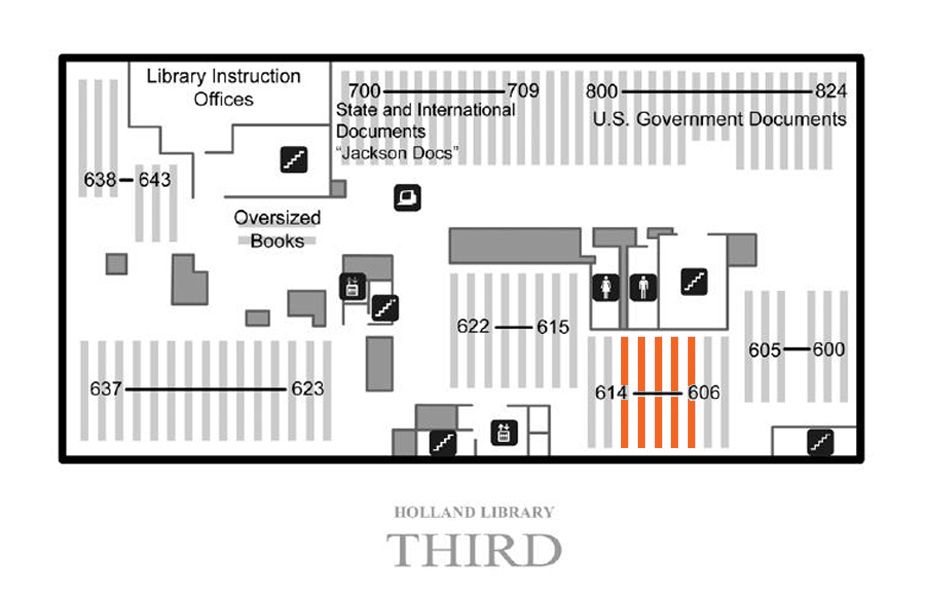 Library Instruction
Offices
700 709
State and International
Documents
“Jackson Docs”
800 824
U.S. Government Documents
638 643
Oversized
Books
622 615
605 600
637 623
614 606
HOLLAND LIBRARY
THIRD